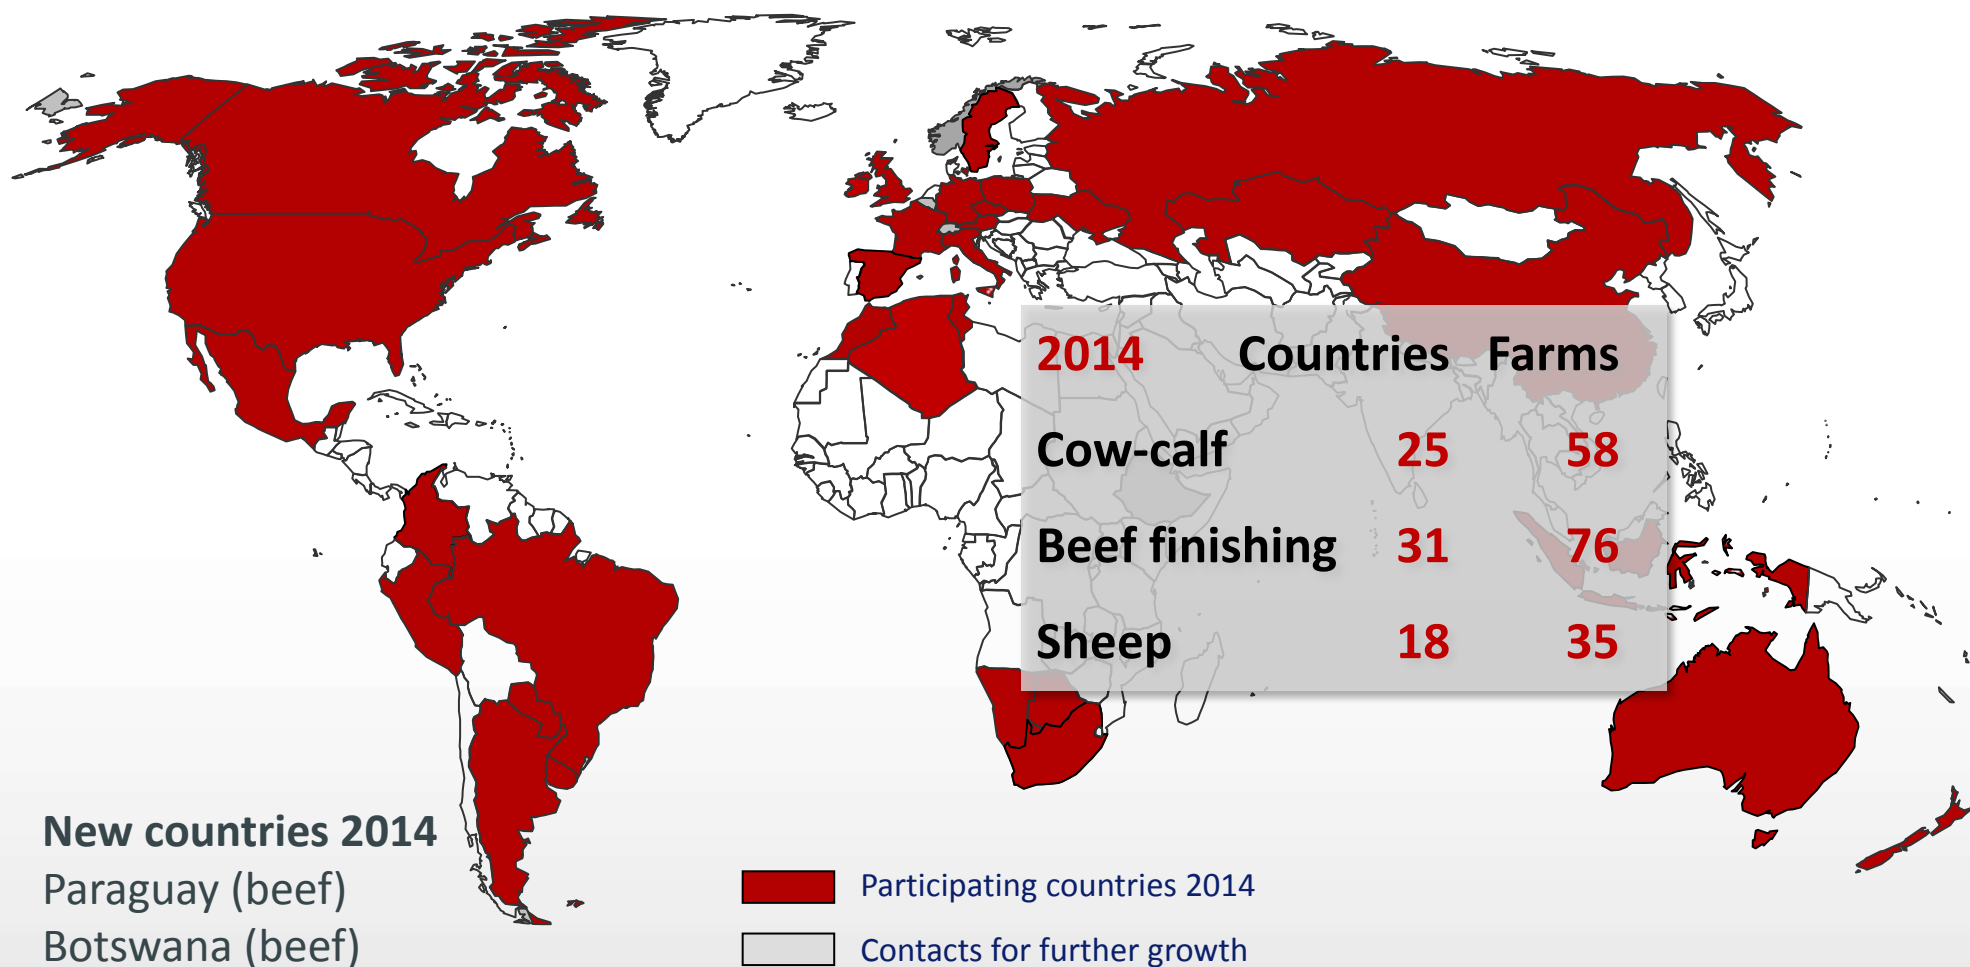 2014 Countries Farms
Cow-calf 25 58
Beef finishing 31 76
Sheep 18 35
New countries 2014
Paraguay (beef)
Botswana (beef)
Participating countries 2014
Contacts for further growth